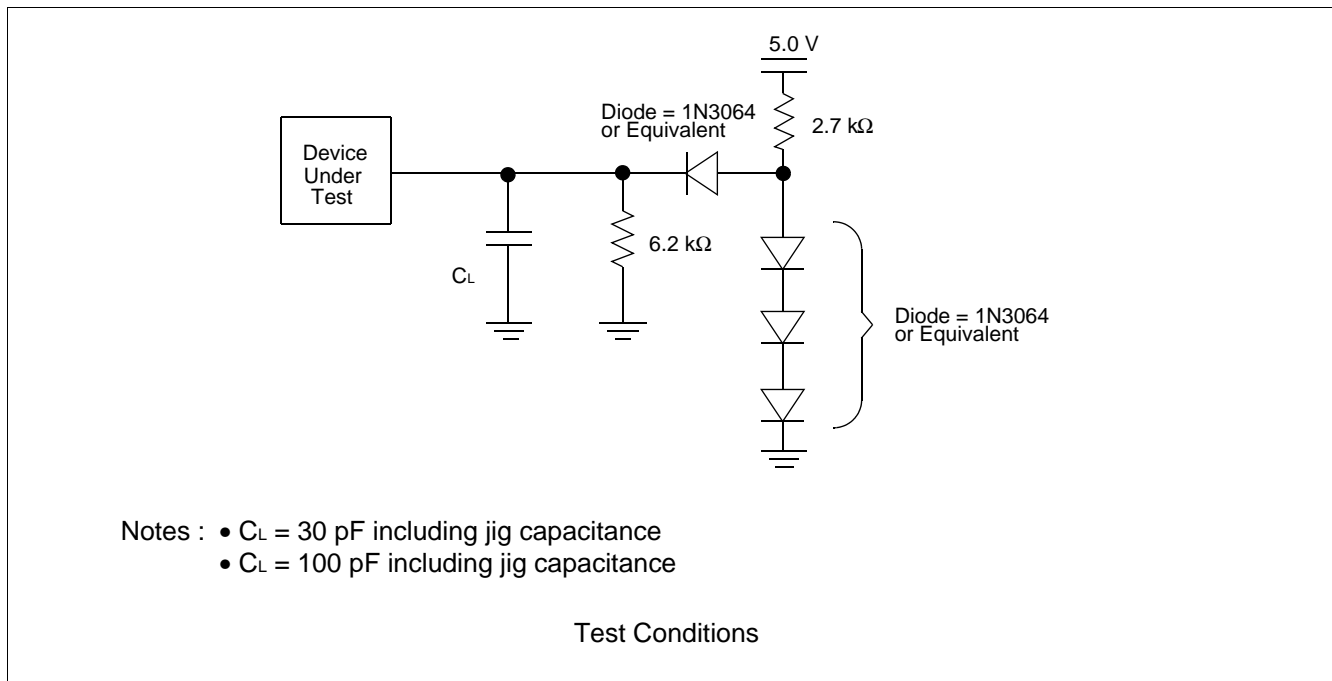 5.0 V
Diode = 1N3064
or Equivalent
2.7 kΩ
Device
Under
Test
6.2 kΩ
CL
Diode = 1N3064
or Equivalent
Notes : • CL = 30 pF including jig capacitance
• CL = 100 pF including jig capacitance
Test Conditions